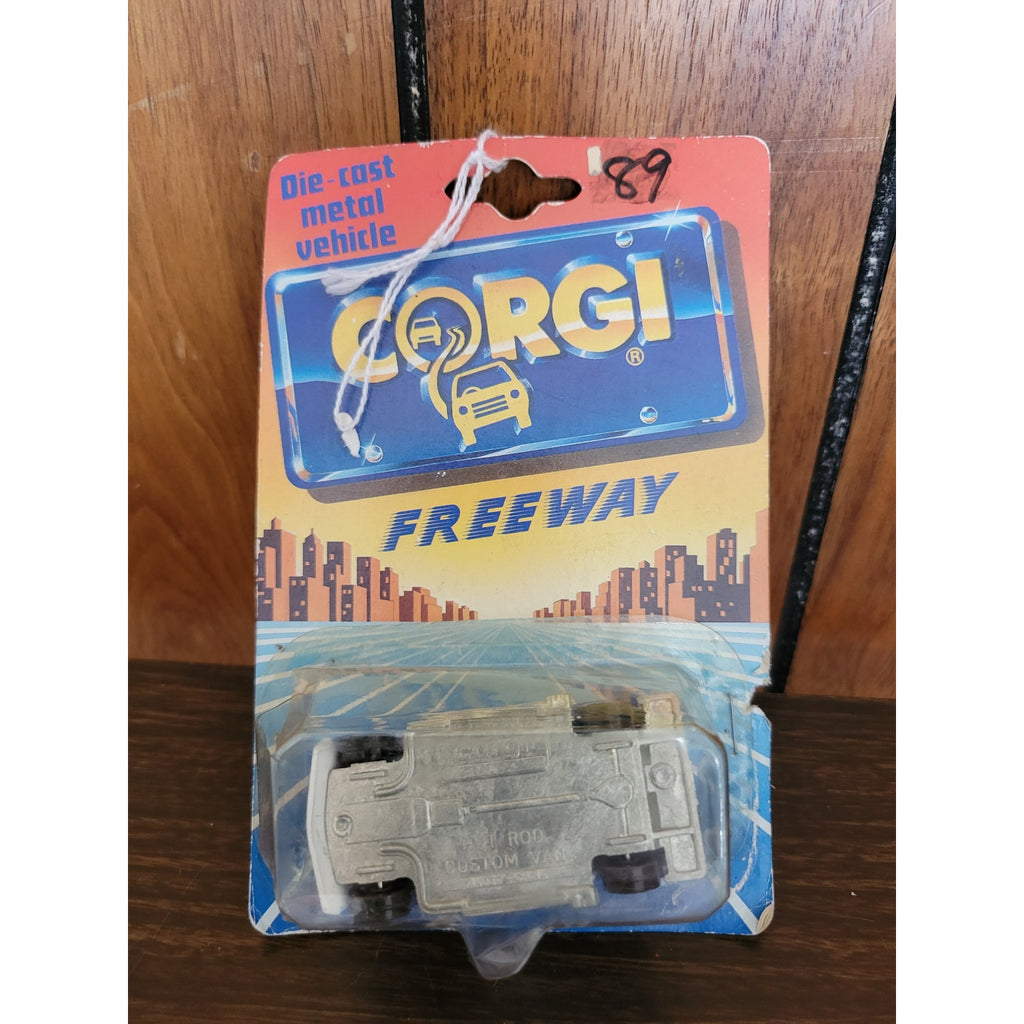 Die-cast
metal
vehicle
89
CORGI
®
FREEWAY
CORGI
ROD
CUSTOM VAN